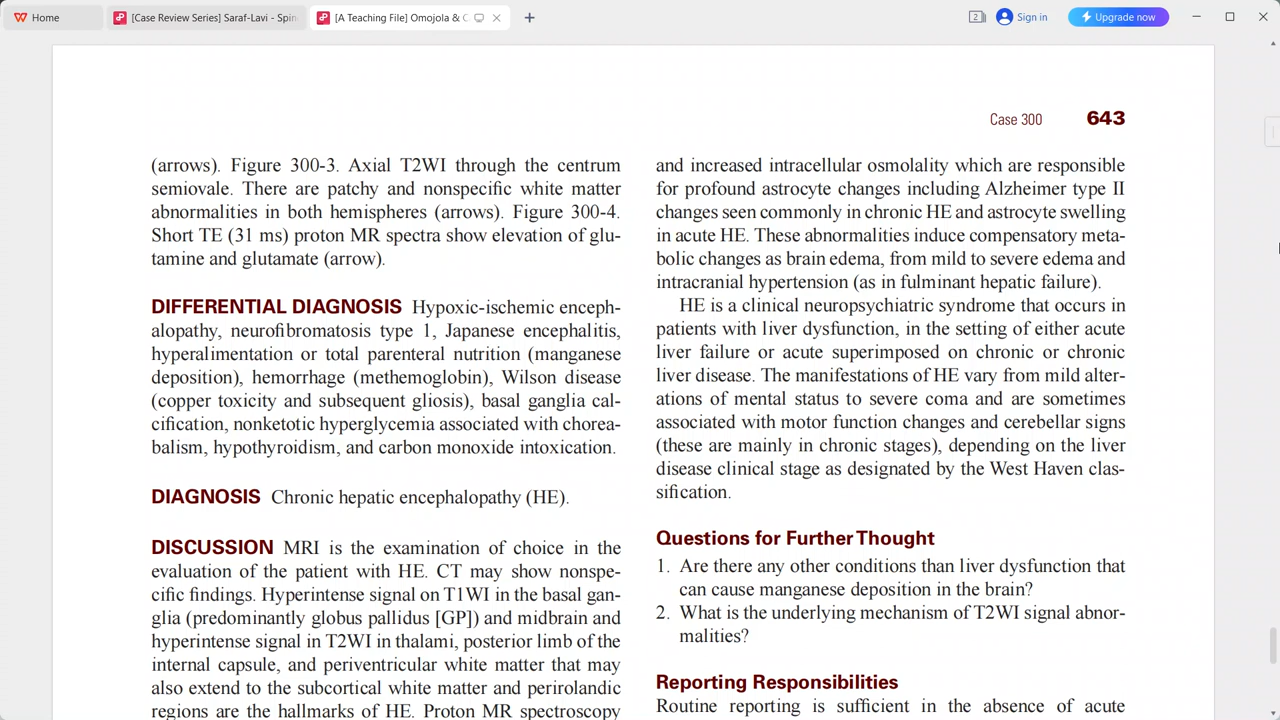 Home
[Case Review Series] Saraf-Lavi - Spin
[A Teaching File] Omojola & C
Sign in
Upgrade now
Case 300 643
(arrows). Figure 300-3. Axial T2WI through the centrum
semiovale. There are patchy and nonspecific white matter
abnormalities in both hemispheres (arrows). Figure 300-4.
Short TE (31 ms) proton MR spectra show elevation of glu-
tamine and glutamate (arrow).
DIFFERENTIAL DIAGNOSIS Hypoxic-ischemic enceph-
alopathy, neurofibromatosis type 1, Japanese encephalitis,
hyperalimentation or total parenteral nutrition (manganese
deposition), hemorrhage (methemoglobin), Wilson disease
(copper toxicity and subsequent gliosis), basal ganglia cal-
cification, nonketotic hyperglycemia associated with chorea-
balism, hypothyroidism, and carbon monoxide intoxication.
DIAGNOSIS Chronic hepatic encephalopathy (HE).
DISCUSSION MRI is the examination of choice in the
evaluation of the patient with HE. CT may show nonspe-
cific findings. Hyperintense signal on T1WI in the basal gan-
glia (predominantly globus pallidus [GP]) and midbrain and
hyperintense signal in T2WI in thalami, posterior limb of the
internal capsule, and periventricular white matter that may
also extend to the subcortical white matter and perirolandic
regions are the hallmarks of HE. Proton MR spectroscopy
and increased intracellular osmolality which are responsible
for profound astrocyte changes including Alzheimer type II
changes seen commonly in chronic HE and astrocyte swelling
in acute HE. These abnormalities induce compensatory meta-
bolic changes as brain edema, from mild to severe edema and
intracranial hypertension (as in fulminant hepatic failure).
HE is a clinical neuropsychiatric syndrome that occurs in
patients with liver dysfunction, in the setting of either acute
liver failure or acute superimposed on chronic or chronic
liver disease. The manifestations of HE vary from mild alter-
ations of mental status to severe coma and are sometimes
associated with motor function changes and cerebellar signs
(these are mainly in chronic stages), depending on the liver
disease clinical stage as designated by the West Haven clas-
sification.
Questions for Further Thought
1. Are there any other conditions than liver dysfunction that
can cause manganese deposition in the brain?
2. What is the underlying mechanism of T2WI signal abnor-
malities?
Reporting Responsibilities
Routine reporting is sufficient in the absence of acute